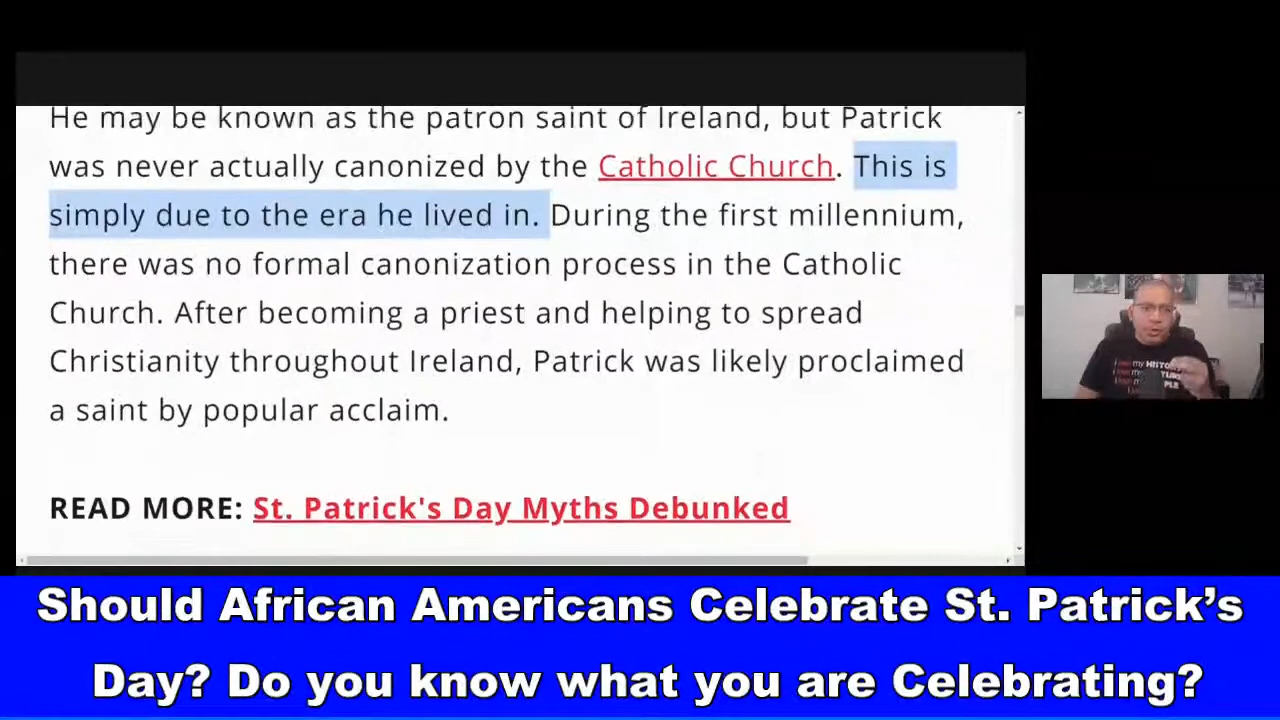 He may be known as the patron saint of Ireland, but Patrick
was never actually canonized by the Catholic Church. This is
simply due to the era he lived in. During the first millennium,
there was no formal canonization process in the Catholic
Church. After becoming a priest and helping to spread
Christianity throughout Ireland, Patrick was likely proclaimed
a saint by popular acclaim.
READ MORE: St. Patrick's Day Myths Debunked
my HISTO
PLE
Should African Americans Celebrate St. Patrick’s
Day? Do you know what you are Celebrating?